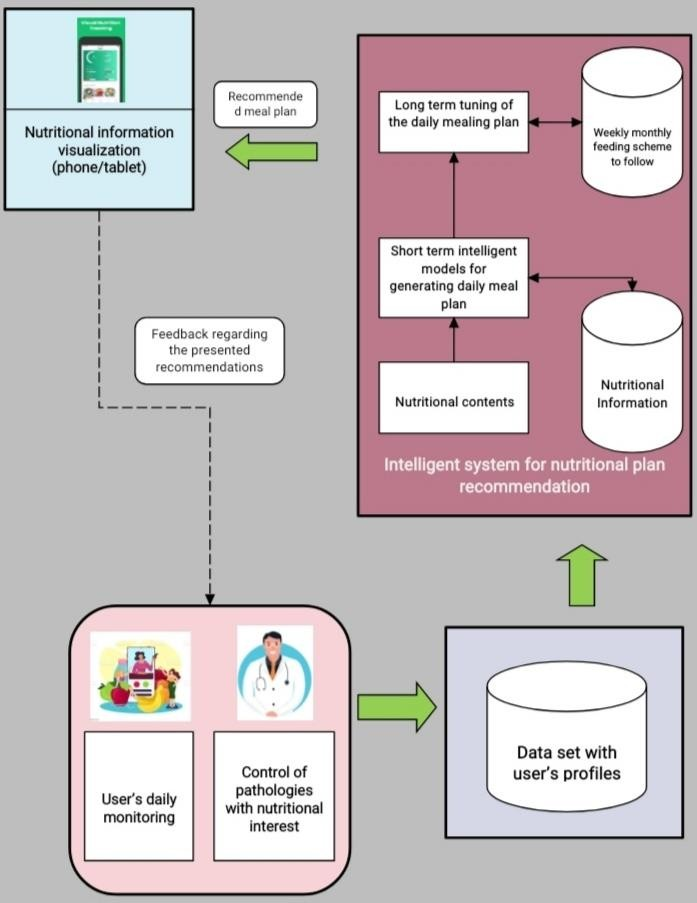 Visual Nutrition
Tracking
Nutritional information
visualization
(phone/tablet)
Recommende
d meal plan
Long term tuning of
the daily mealing plan
Weekly monthly
feeding scheme
to follow
Short term intelligent
models for
generating daily meal
plan
Nutritional contents
Nutritional
Information
Intelligent system for nutritional plan
recommendation
Feedback regarding
the presented
recommendations
User's daily
monitoring
Control of
pathologies
with nutritional
interest
Data set with
user's profiles